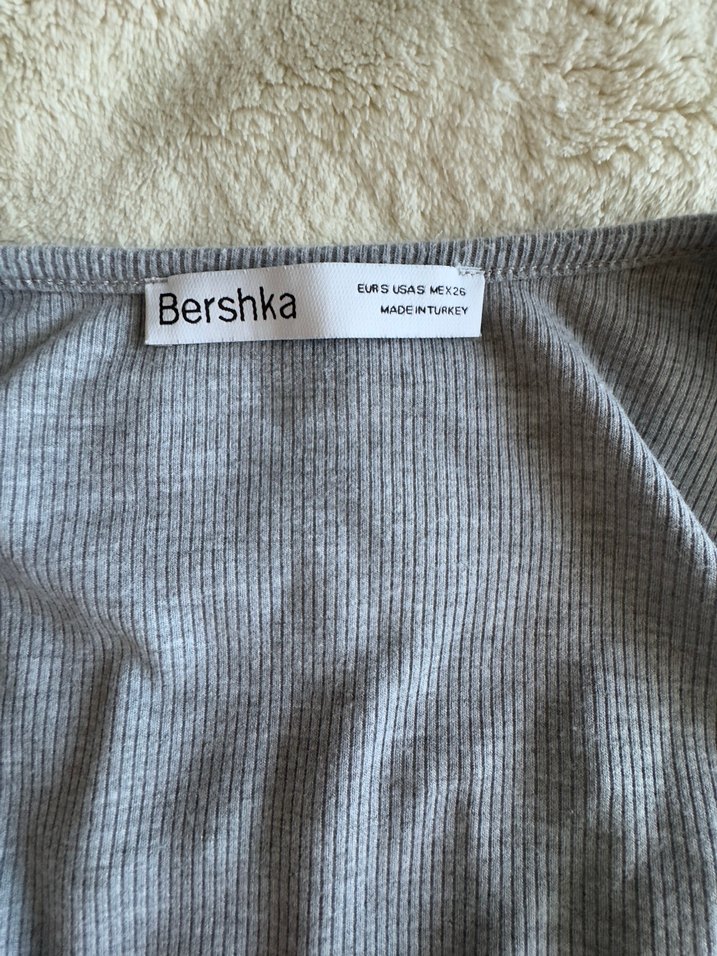 Bershka
EUR S USA S MEX 26
MADE IN TURKEY